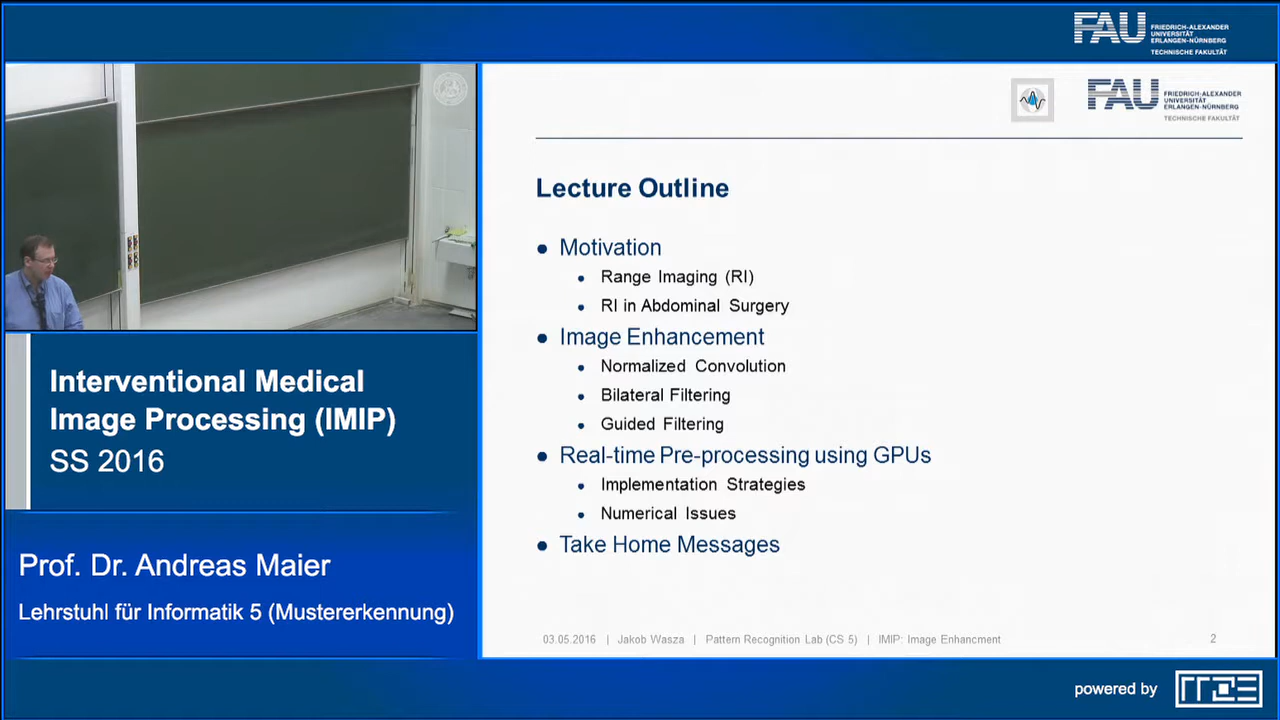 FAU
FRIEDRICH-ALEXANDER
UNIVERSITÄT
ERLANGEN-NÜRNBERG
TECHNISCHE FAKULTÄT
FAU
FRIEDRICH-ALEXANDER
UNIVERSITÄT
ERLANGEN-NÜRNBERG
TECHNISCHE FAKULTÄT
Lecture Outline
• Motivation
• Range Imaging (RI)
• RI in Abdominal Surgery
• Image Enhancement
• Normalized Convolution
• Bilateral Filtering
• Guided Filtering
• Real-time Pre-processing using GPUs
• Implementation Strategies
• Numerical Issues
• Take Home Messages
03.05.2016 | Jakob Wasza | Pattern Recognition Lab (CS 5) | IMIP: Image Enhancment
2
Interventional Medical
Image Processing (IMIP)
SS 2016
Prof. Dr. Andreas Maier
Lehrstuhl für Informatik 5 (Mustererkennung)
powered by
RRZE